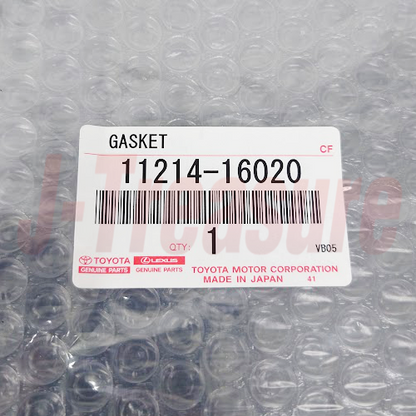 GASKET
CF
11214-16020
J-Treasure
QTY: 1
VB05
TOYOTA LEXUS
GENUINE PARTS GENUINE PARTS
TOYOTA MOTOR CORPORATION
MADE IN JAPAN 41